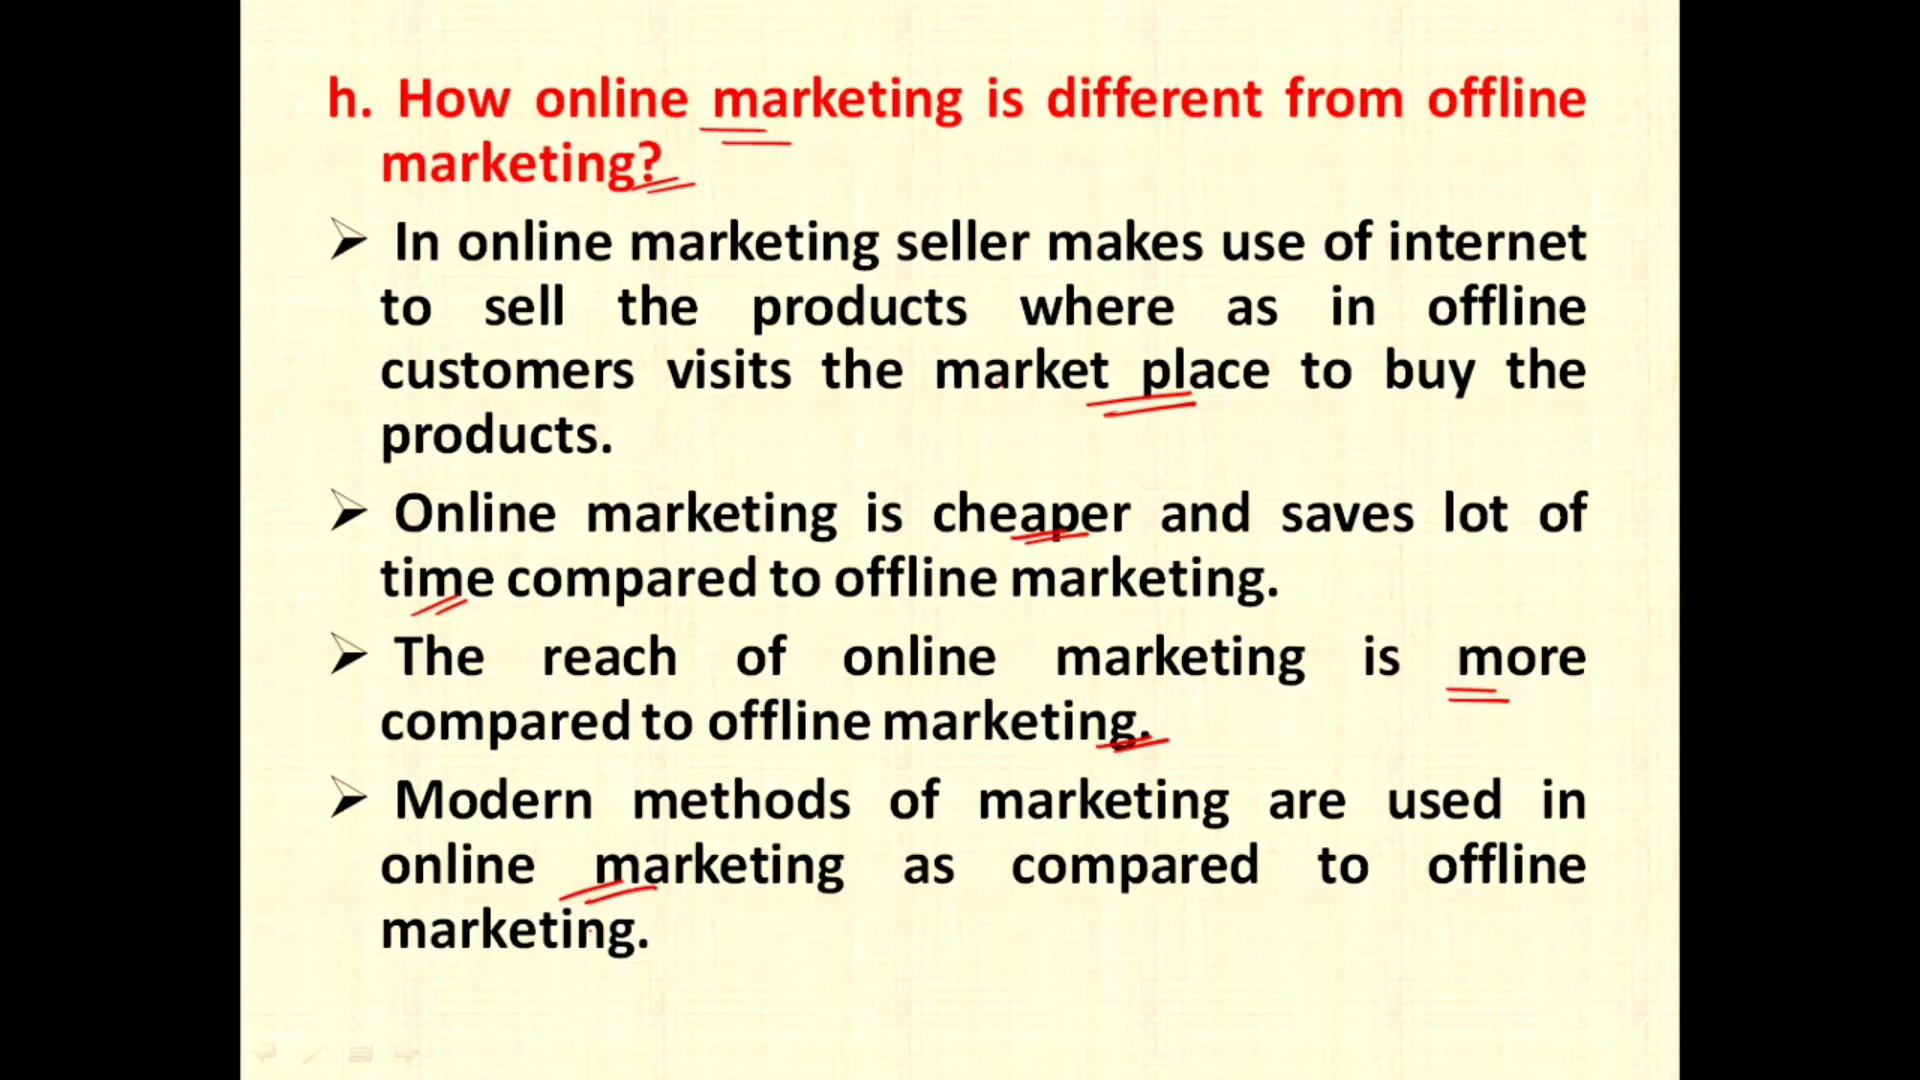 h. How online marketing is different from offline
marketing?
➢ In online marketing seller makes use of internet
to sell the products where as in offline
customers visits the market place to buy the
products.
➢ Online marketing is cheaper and saves lot of
time compared to offline marketing.
➢ The reach of online marketing is more
compared to offline marketing.
➢ Modern methods of marketing are used in
online marketing as compared to offline
marketing.